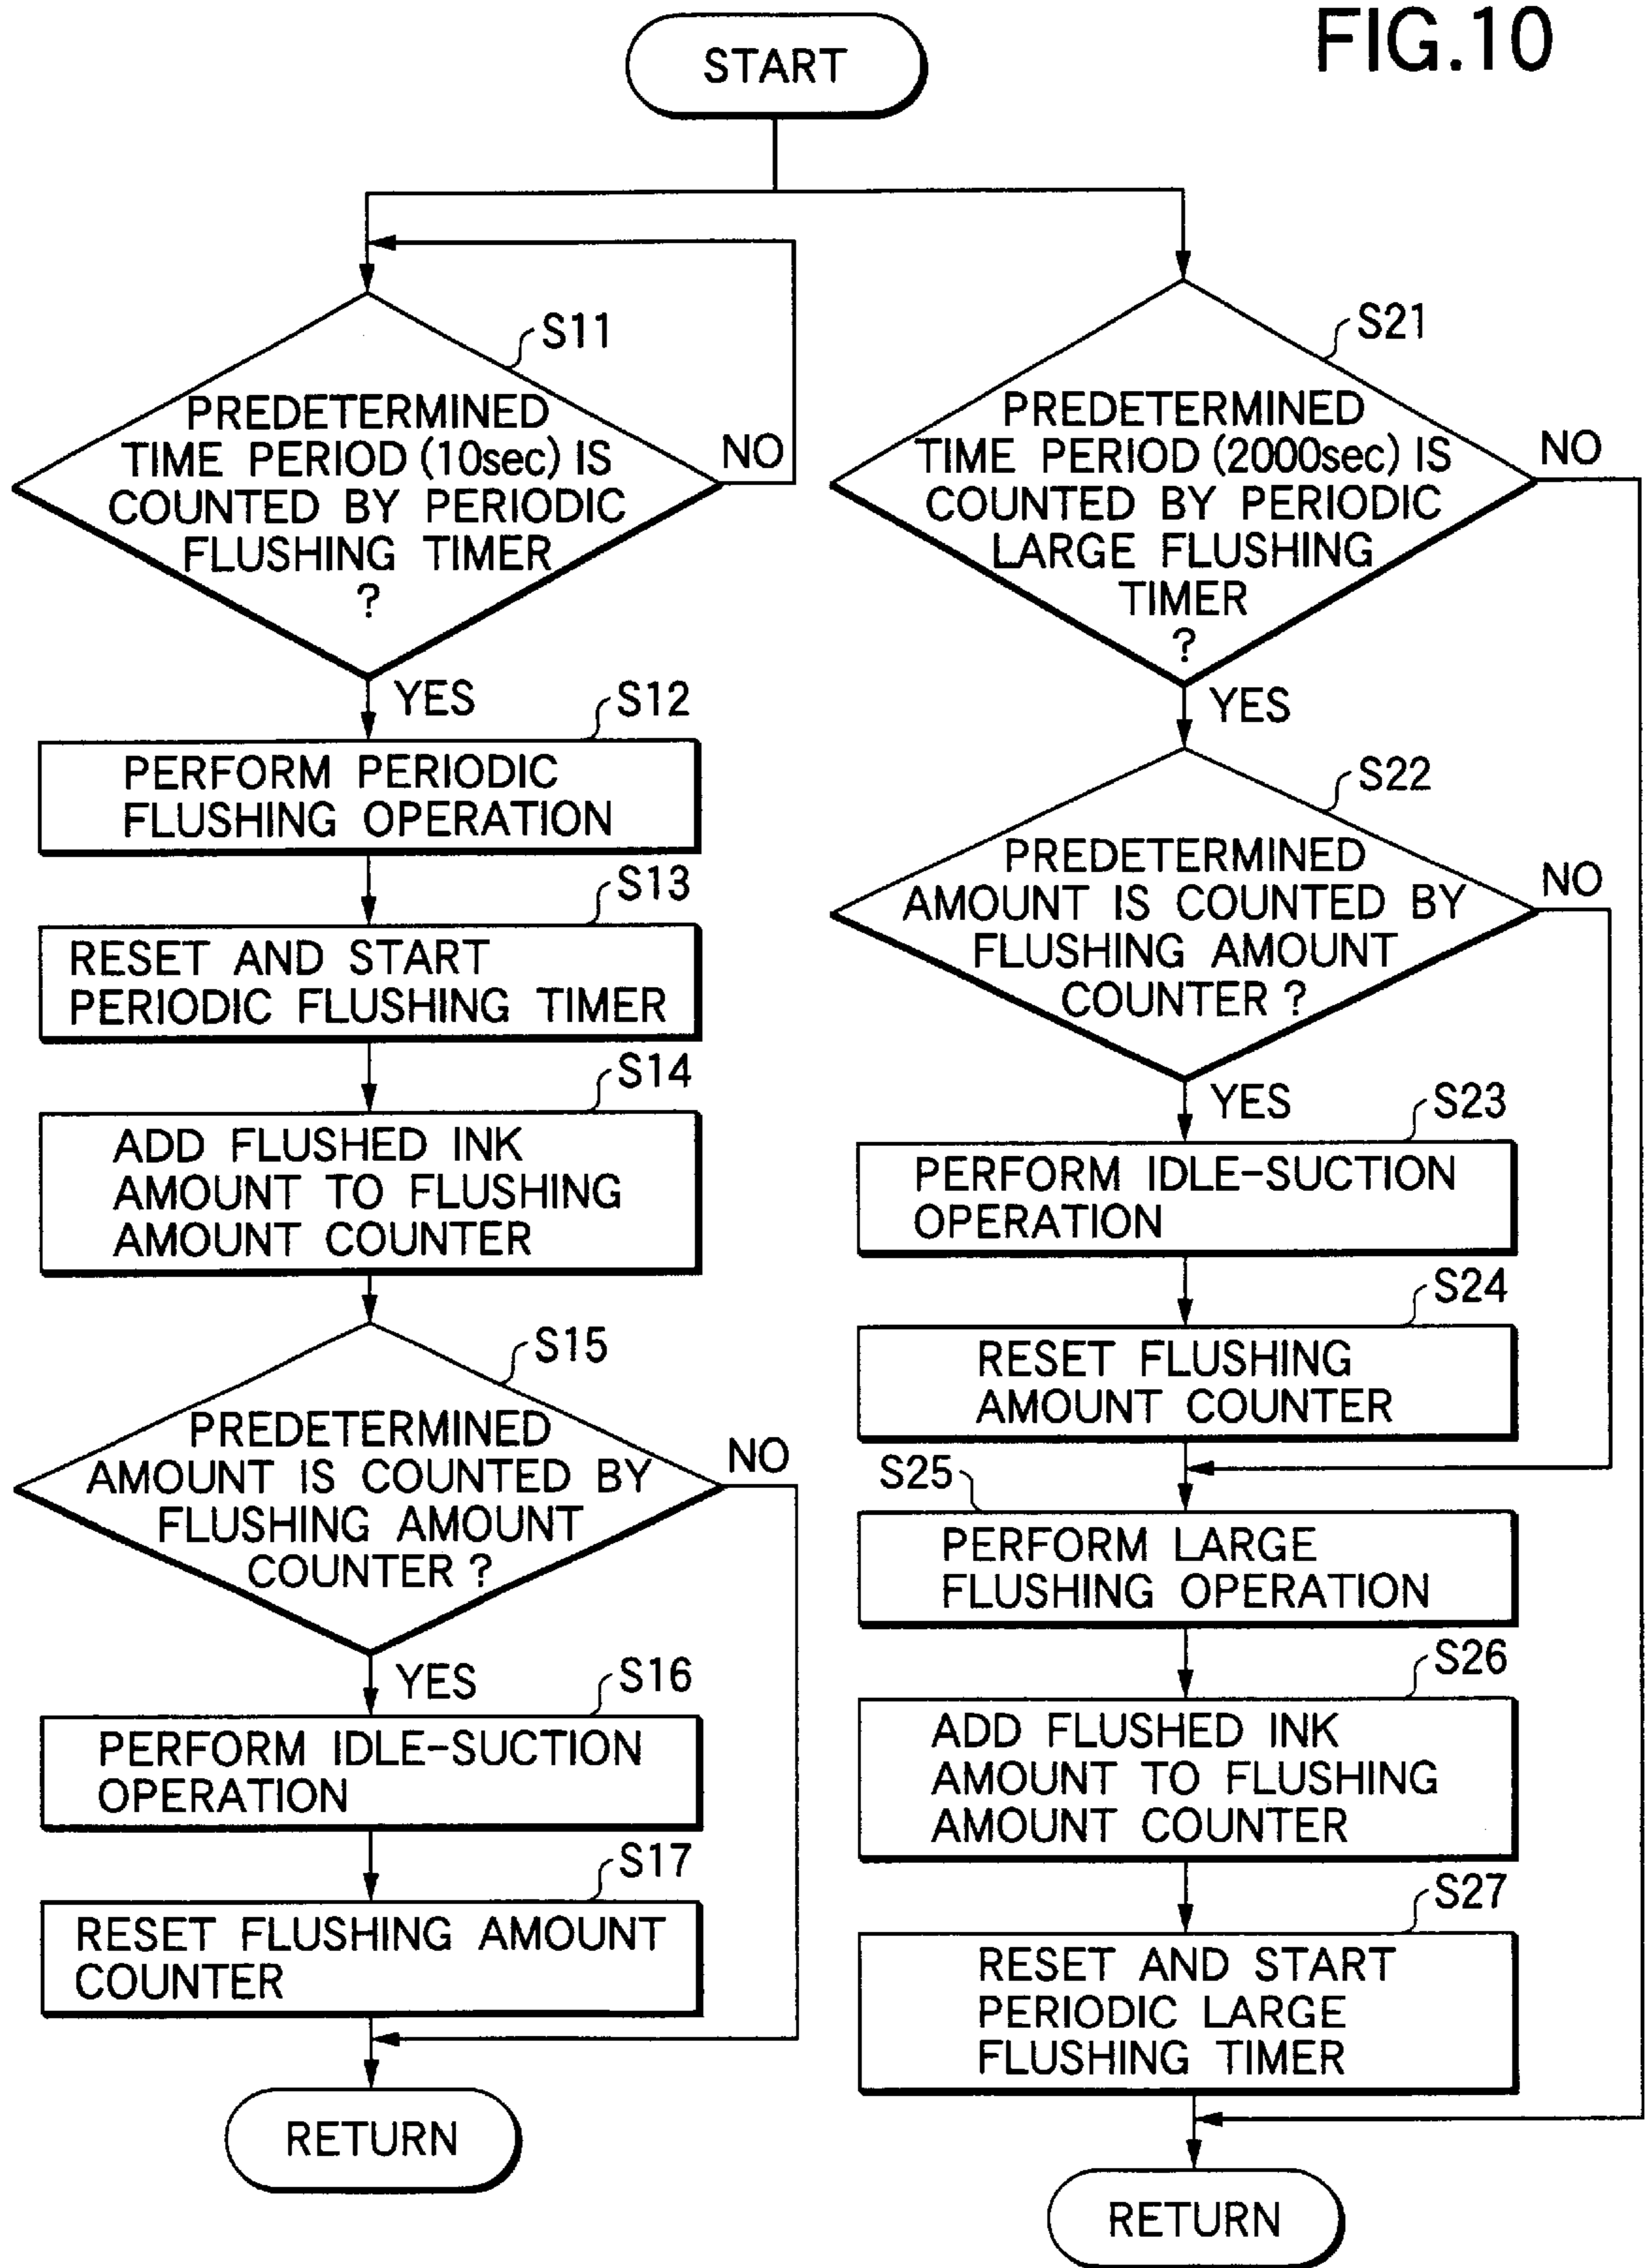 FIG.10
START
S11
PREDETERMINED
TIME PERIOD (10sec) IS
COUNTED BY PERIODIC
FLUSHING TIMER
?
NO
YES
S12
PERFORM PERIODIC
FLUSHING OPERATION
S13
RESET AND START
PERIODIC FLUSHING TIMER
S14
ADD FLUSHED INK
AMOUNT TO FLUSHING
AMOUNT COUNTER
S15
PREDETERMINED
AMOUNT IS COUNTED BY
FLUSHING AMOUNT
COUNTER ?
NO
YES
S16
PERFORM IDLE-SUCTION
OPERATION
S17
RESET FLUSHING AMOUNT
COUNTER
RETURN
S21
PREDETERMINED
TIME PERIOD (2000sec) IS
COUNTED BY PERIODIC
LARGE FLUSHING
TIMER
?
NO
YES
S22
PREDETERMINED
AMOUNT IS COUNTED BY
FLUSHING AMOUNT
COUNTER ?
NO
YES
S23
PERFORM IDLE-SUCTION
OPERATION
S24
RESET FLUSHING
AMOUNT COUNTER
S25
PERFORM LARGE
FLUSHING OPERATION
S26
ADD FLUSHED INK
AMOUNT TO FLUSHING
AMOUNT COUNTER
S27
RESET AND START
PERIODIC LARGE
FLUSHING TIMER
RETURN